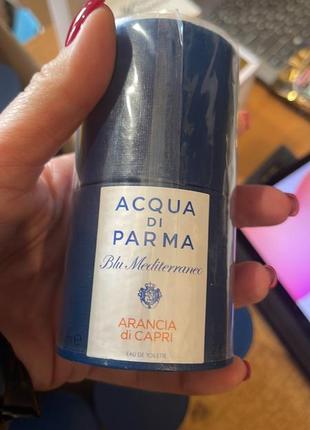 ACQUA
DI
PARMA
Blu Mediterraneo
ARANCIA
di CAPRI
EAU DE TOILETTE